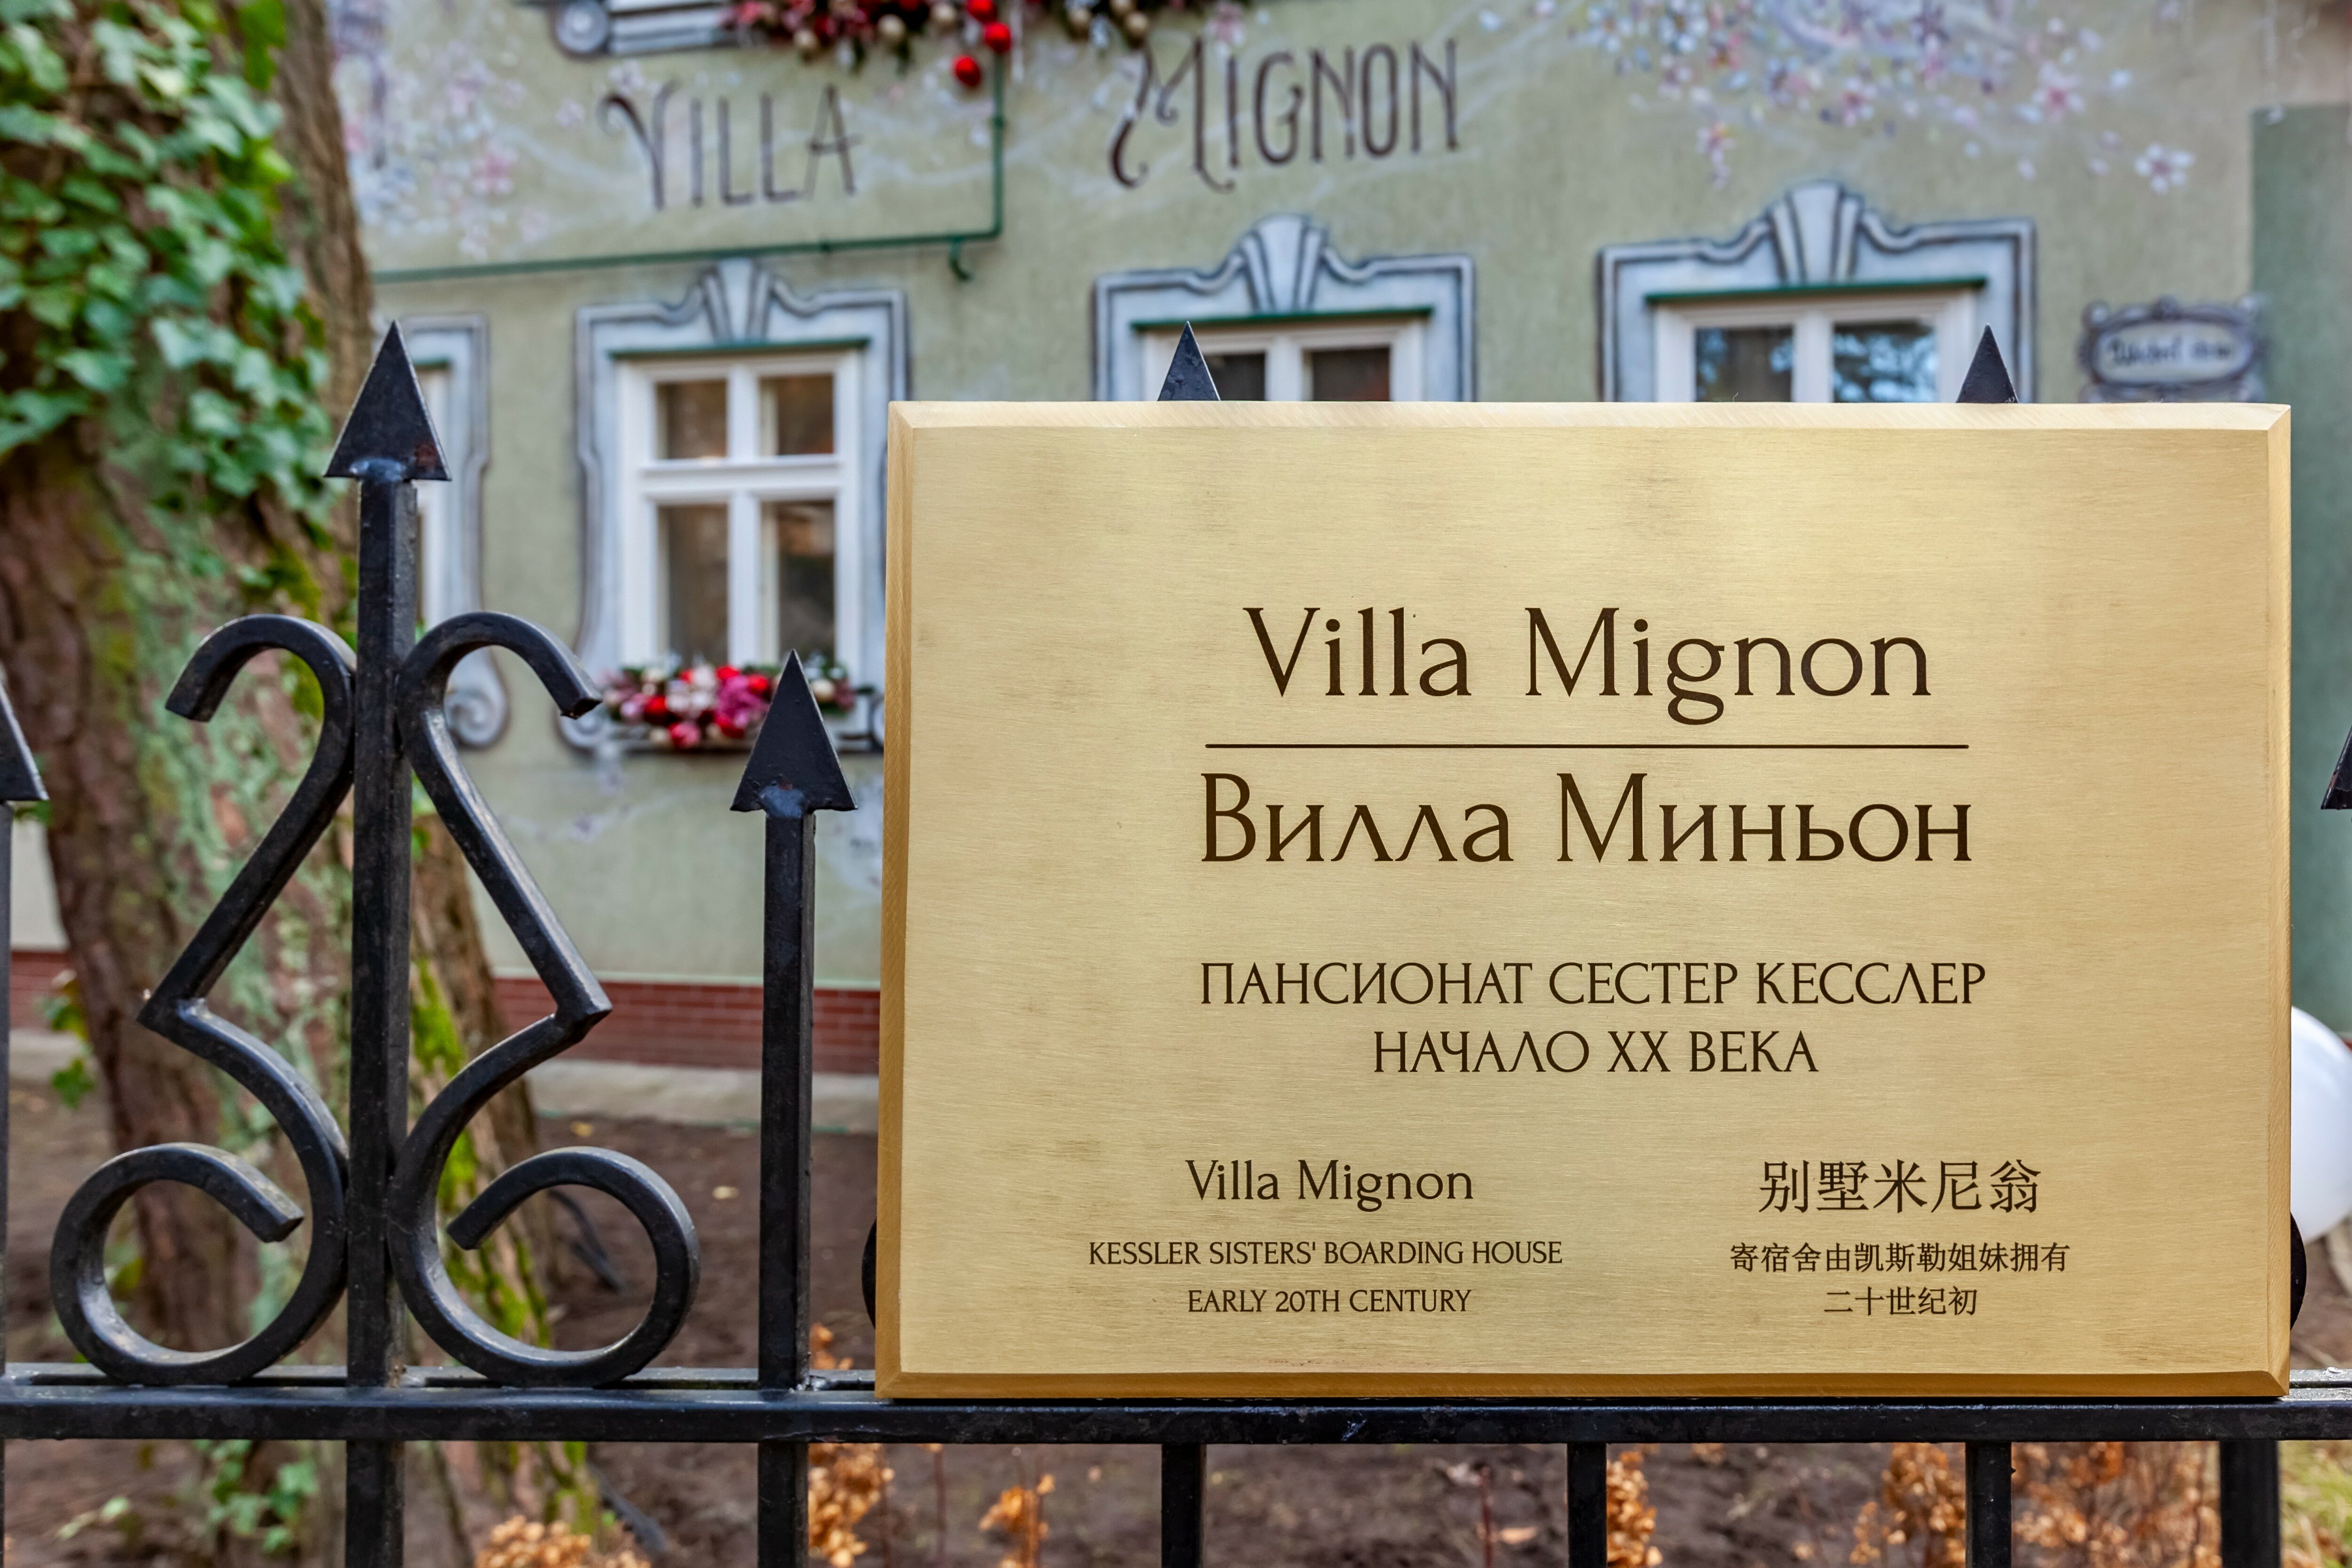 VILLA MIGNON
Villa Mignon
Вилла Миньон
ПАНСИОНАТ СЕСТЕР КЕССЛЕР
НАЧАЛО XX ВЕКА
Villa Mignon
KESSLER SISTERS' BOARDING HOUSE
EARLY 20TH CENTURY
别墅米尼翁
寄宿舍由凯斯勒姐妹拥有
二十世纪初